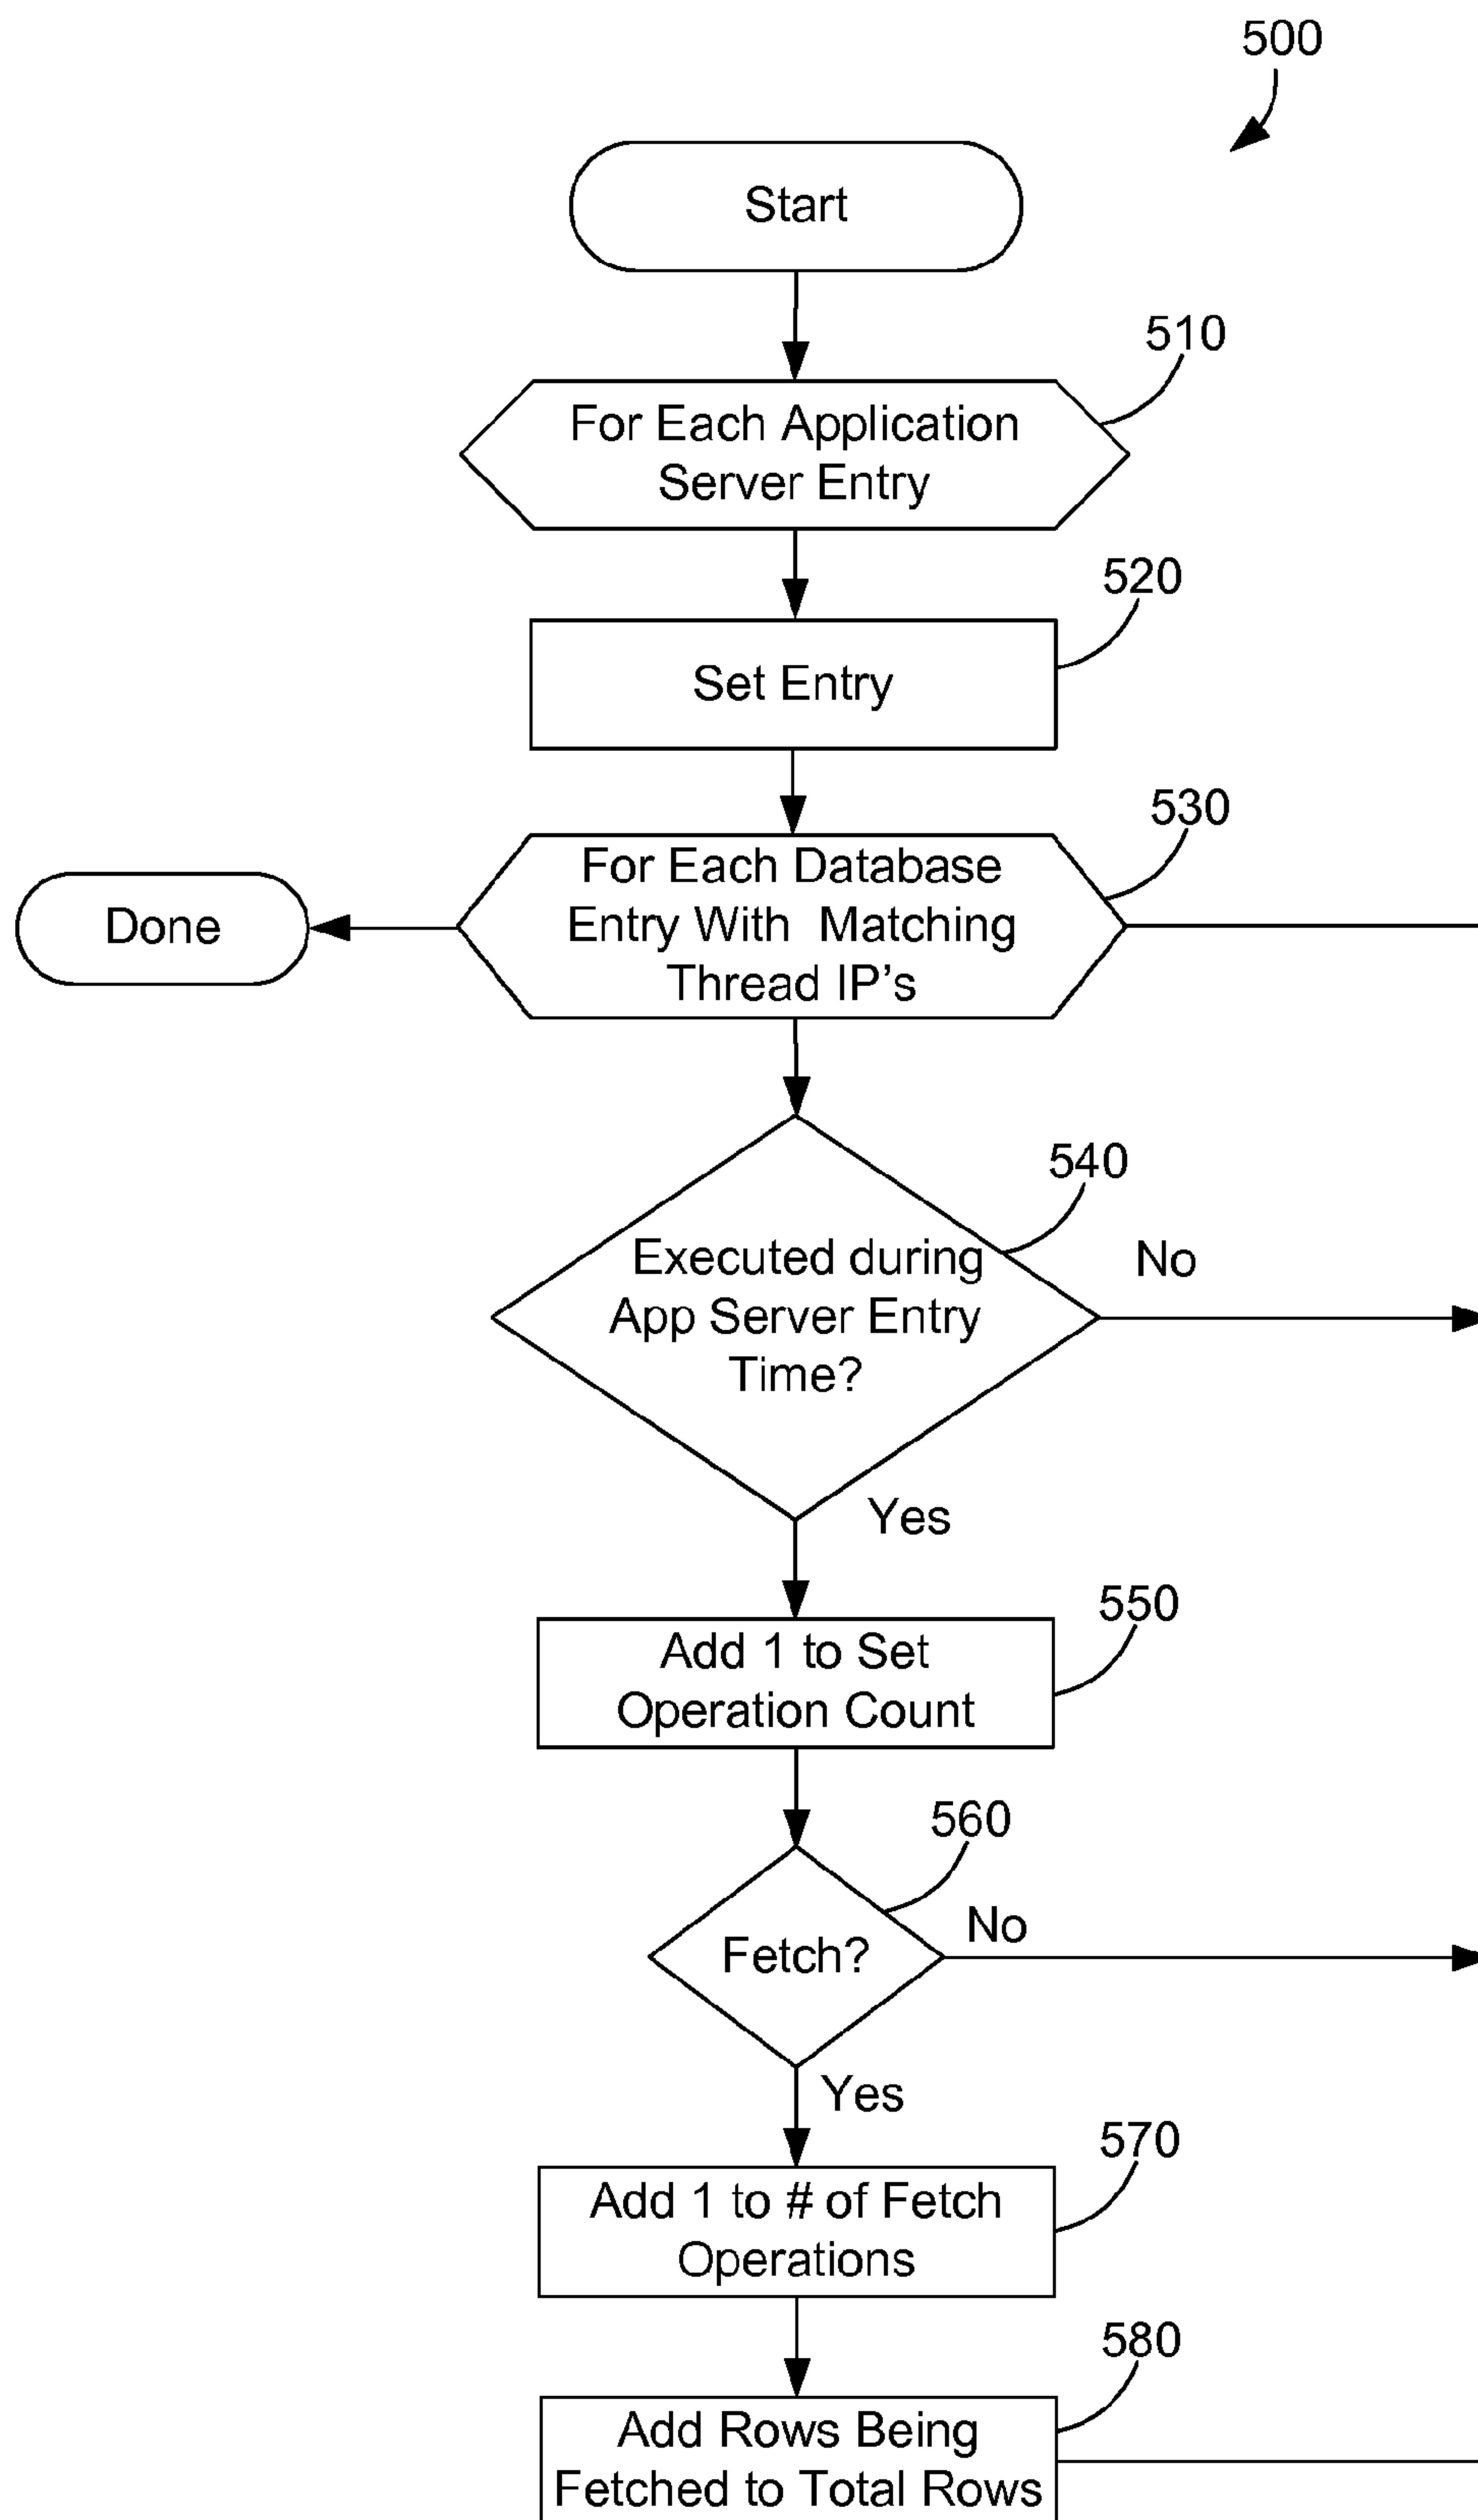 500
Start
510
For Each Application
Server Entry
520
Set Entry
530
For Each Database
Entry With Matching
Thread IP's
Done
540
Executed during
App Server Entry
Time?
No
Yes
550
Add 1 to Set
Operation Count
560
Fetch?
No
Yes
570
Add 1 to # of Fetch
Operations
580
Add Rows Being
Fetched to Total Rows